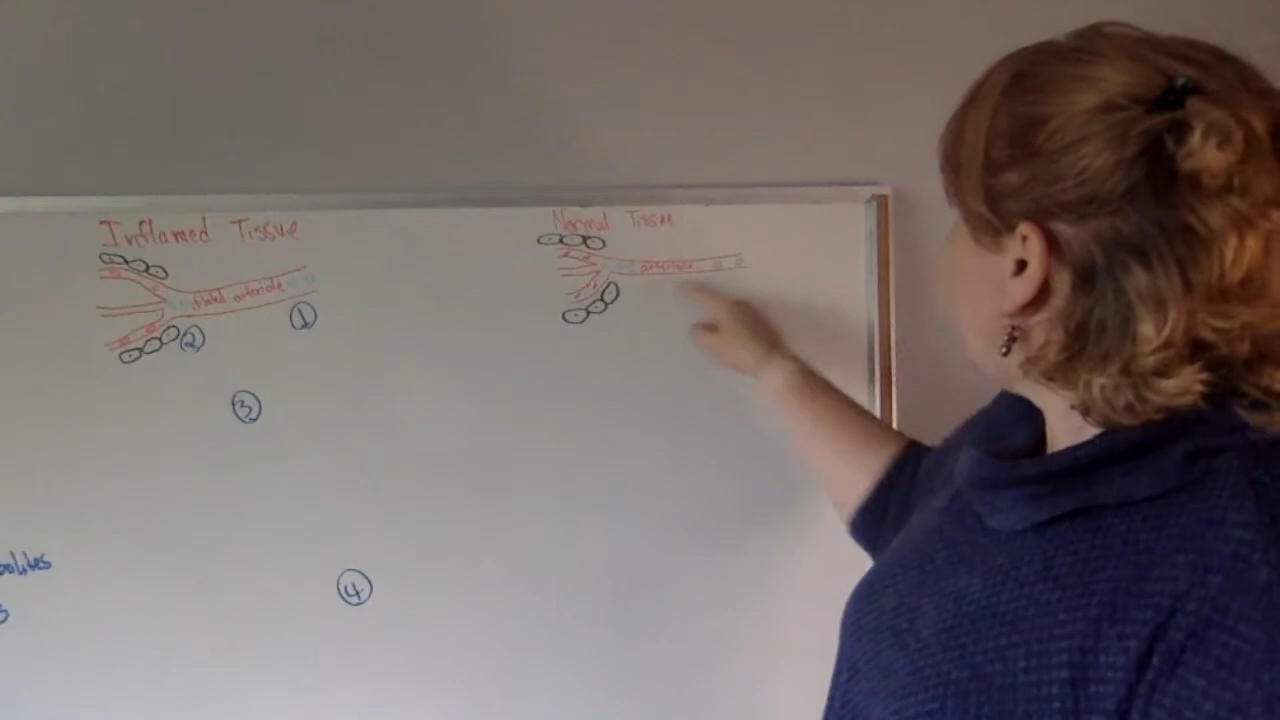 Inflamed Tissue
Normal Tissue
dilated arteriole
arteriole
1
2
3
4